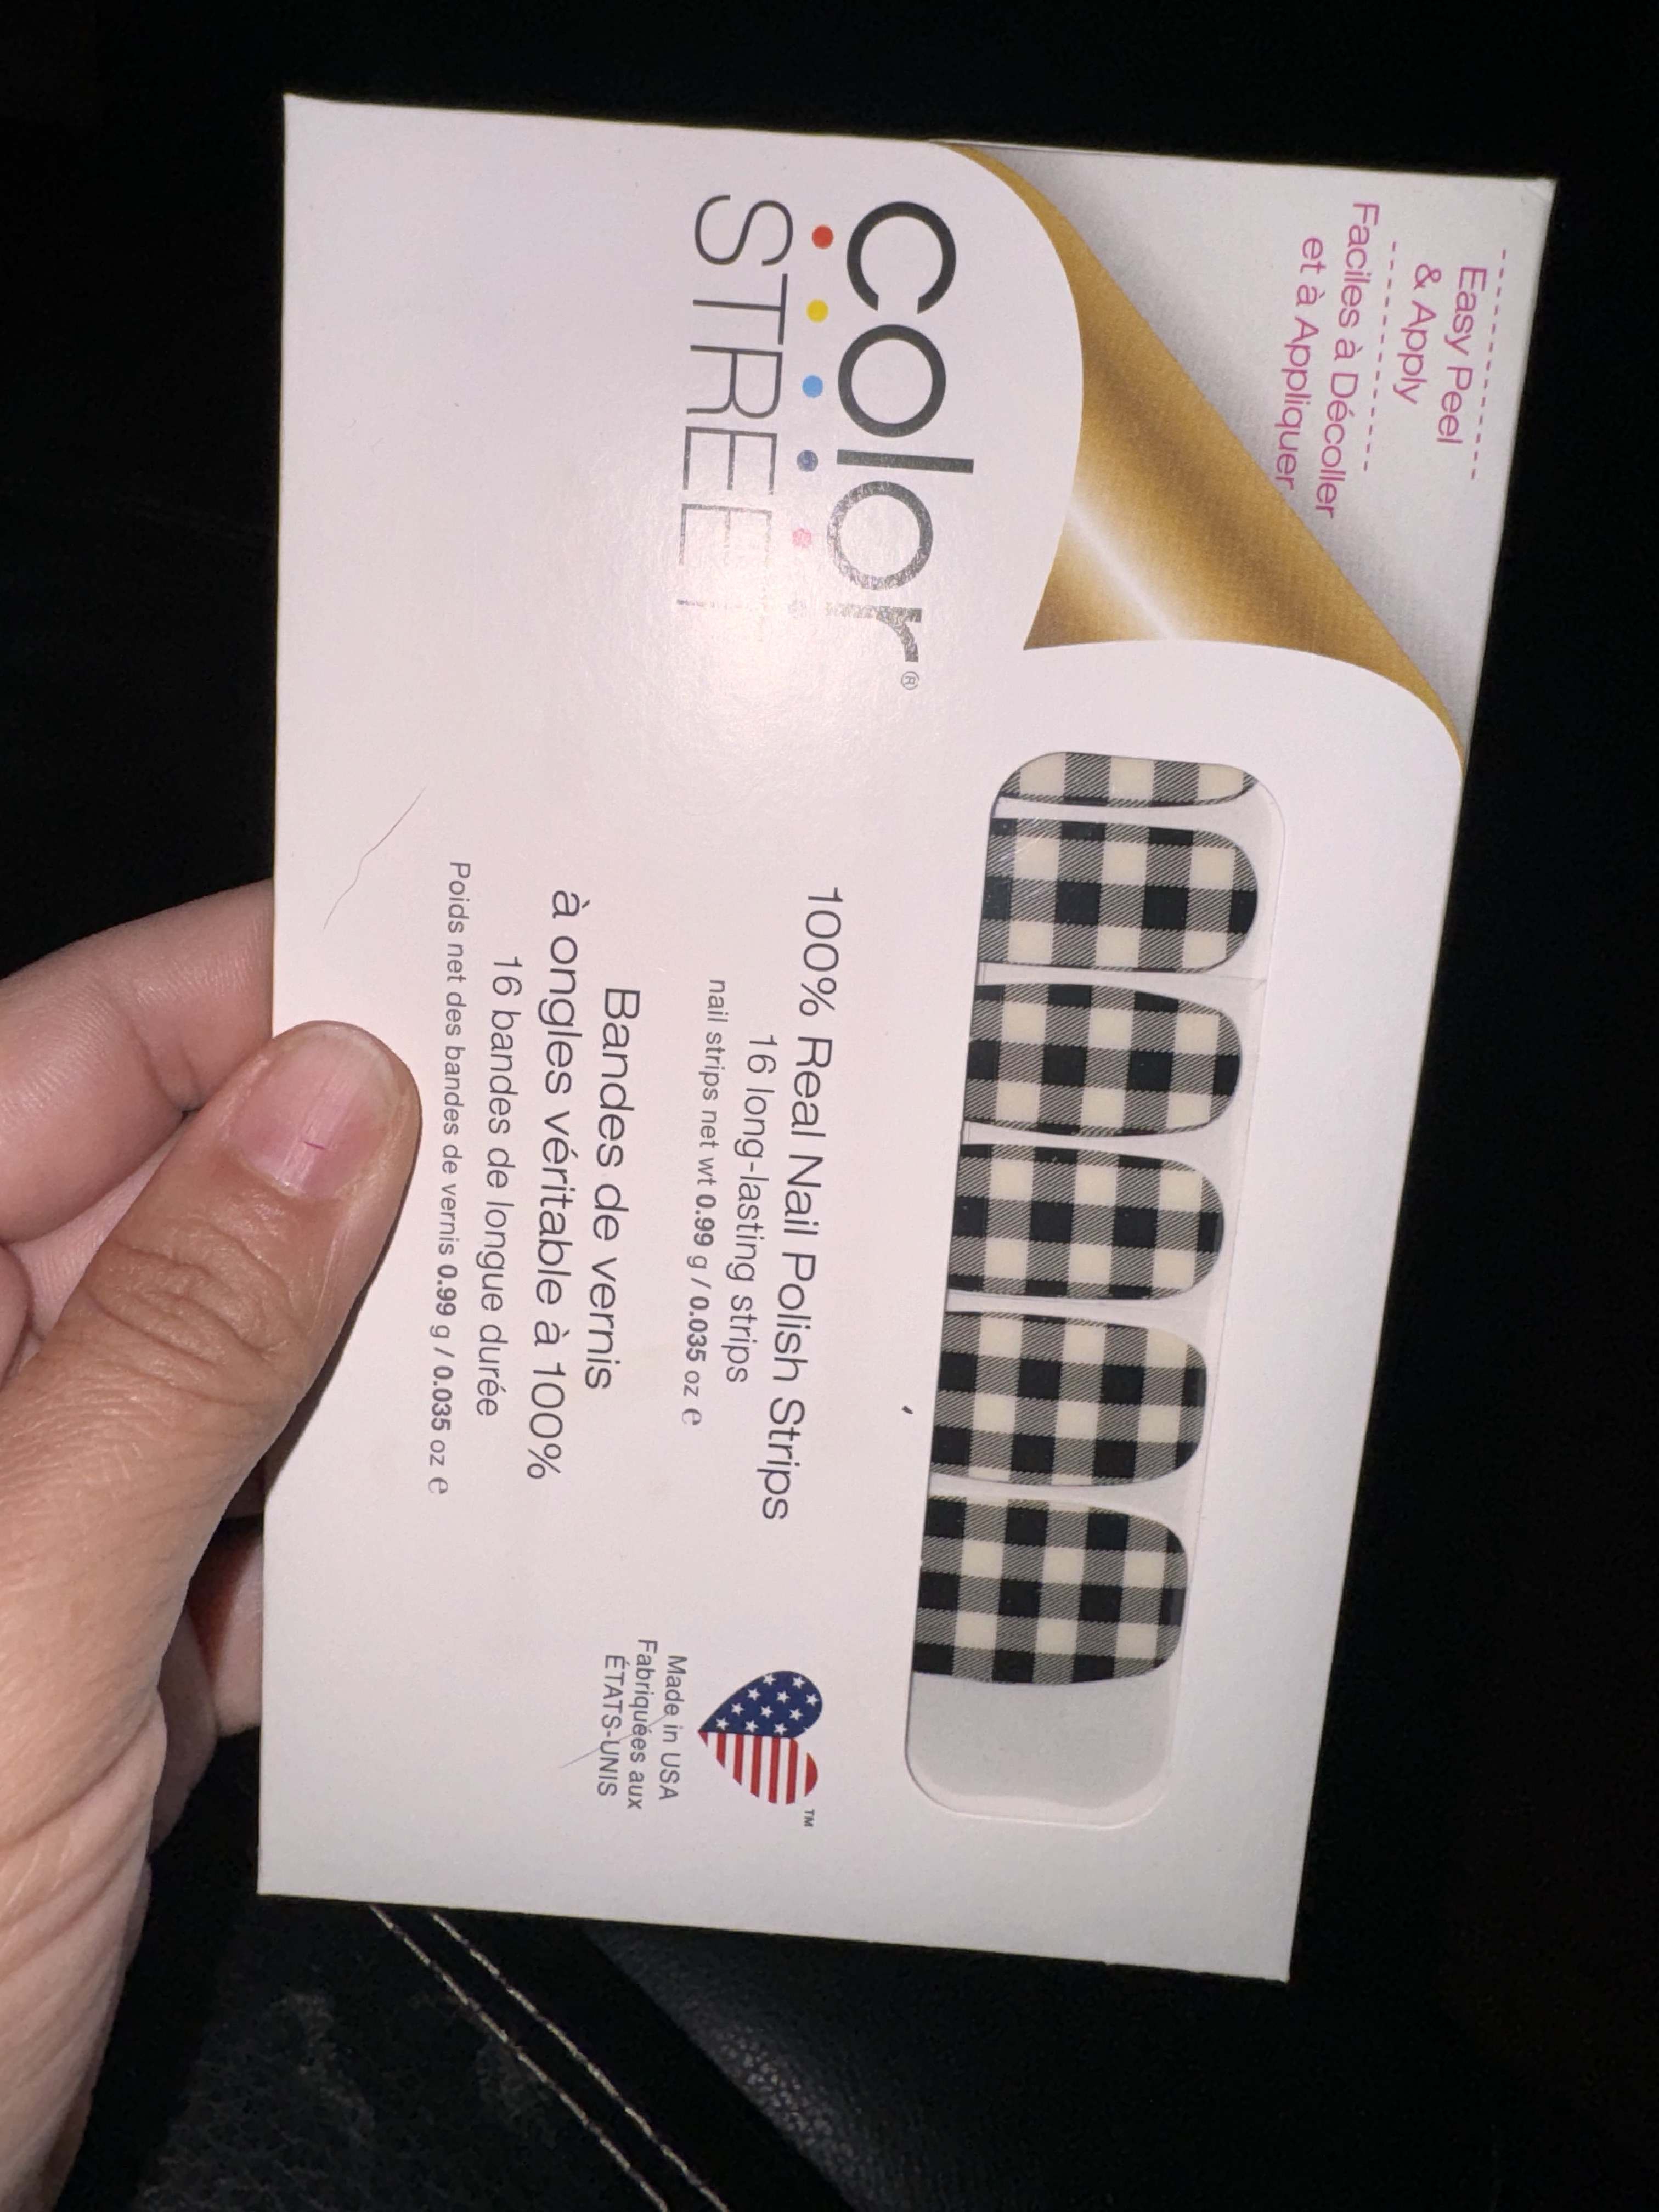 Easy Peel
& Apply
Faciles à Décoller
et à Appliquer
color®
STREET
100% Real Nail Polish Strips
16 long-lasting strips
nail strips net wt 0.99 g / 0.035 oz ℮
Bandes de vernis
à ongles véritable à 100%
16 bandes de longue durée
Poids net des bandes de vernis 0.99 g / 0.035 oz ℮
TM
Made in USA
Fabriquées aux
ÉTATS-UNIS